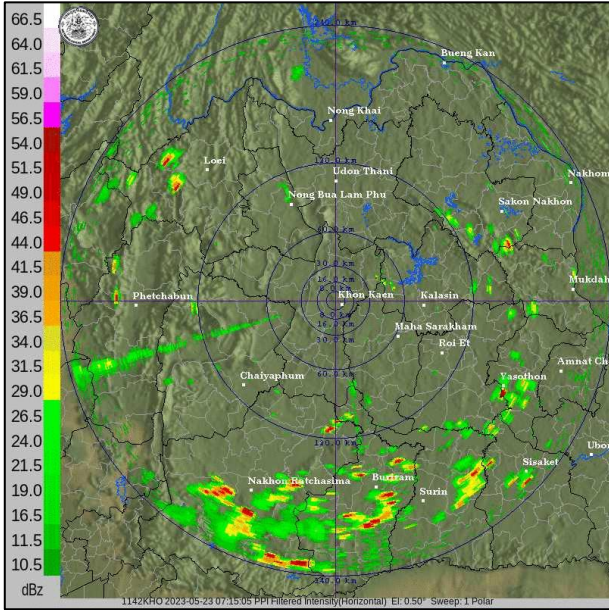 66.5
64.0
61.5
59.0
56.5
54.0
51.5
49.0
46.5
44.0
41.5
39.0
36.5
34.0
31.5
29.0
26.5
24.0
21.5
19.0
16.5
14.0
11.5
10.5
dBz
Bueng Kan
Nong Khai
Loei
Udon Thani
Nakhom
Nong Bua Lam Phu
Sakon Nakhon
Mukdah
Phetchabun
Khon Kaen
Kalasin
Maha Sarakham
Roi Et
Amnat Ch
Chaiyaphum
Yasothon
Ubon
Sisaket
Nakhon Ratchasima
Buriram
Surin
1142KHO 2023-05-23 07:15:05 PPI Filtered Intensity(Horizontal) El: 0.50° Sweep: 1 Polar